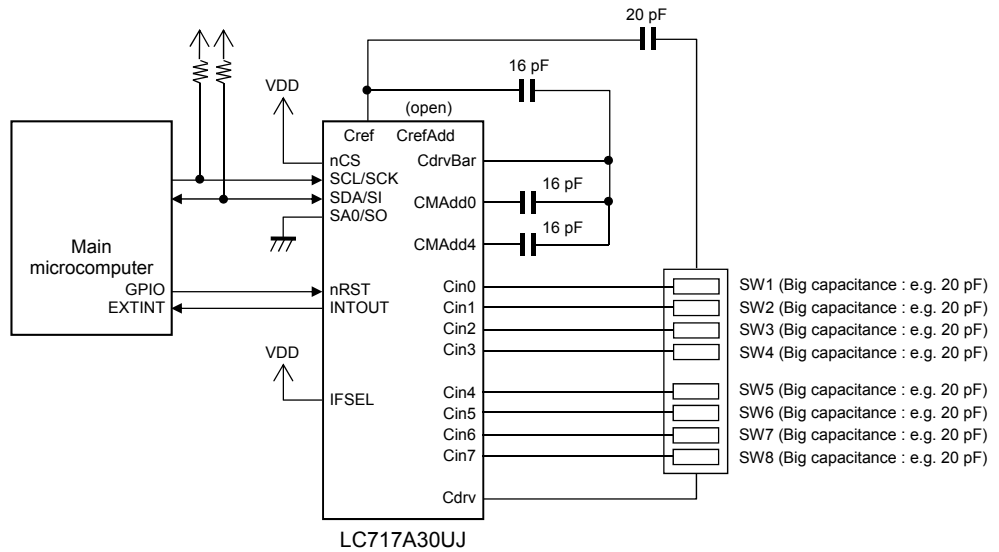 20 pF
16 pF
VDD
(open)
Cref CrefAdd
nCS
CdrvBar
SCL/SCK
16 pF
SDA/SI
CMAdd0
SA0/SO
16 pF
CMAdd4
Main
microcomputer
GPIO
EXTINT
nRST
INTOUT
Cin0
Cin1
Cin2
Cin3
SW1 (Big capacitance : e.g. 20 pF)
SW2 (Big capacitance : e.g. 20 pF)
SW3 (Big capacitance : e.g. 20 pF)
SW4 (Big capacitance : e.g. 20 pF)
VDD
IFSEL
Cin4
Cin5
Cin6
Cin7
SW5 (Big capacitance : e.g. 20 pF)
SW6 (Big capacitance : e.g. 20 pF)
SW7 (Big capacitance : e.g. 20 pF)
SW8 (Big capacitance : e.g. 20 pF)
Cdrv
LC717A30UJ